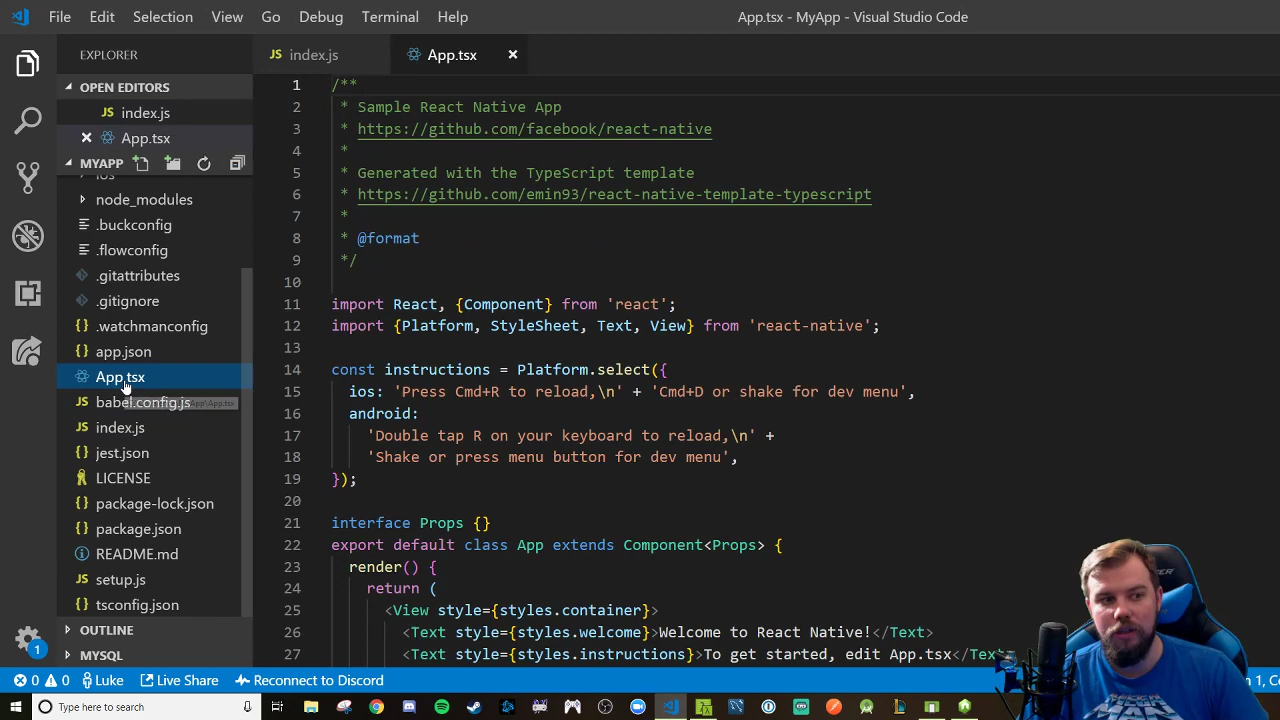 File Edit Selection View Go Debug Terminal Help
App.tsx - MyApp - Visual Studio Code
EXPLORER
OPEN EDITORS
JS index.js
App.tsx
MYAPP
ios
node_modules
.buckconfig
.flowconfig
.gitattributes
.gitignore
{} .watchmanconfig
{} app.json
App.tsx
JS babel.config.js
App\App.tsx
JS index.js
{} jest.json
LICENSE
{} package-lock.json
{} package.json
README.md
JS setup.js
{} tsconfig.json
OUTLINE
MYSQL
1
JS index.js
App.tsx
1 /**
2 * Sample React Native App
3 * https://github.com/facebook/react-native
4 *
5 * Generated with the TypeScript template
6 * https://github.com/emin93/react-native-template-typescript
7 *
8 * @format
9 */
10
11 import React, {Component} from 'react';
12 import {Platform, StyleSheet, Text, View} from 'react-native';
13
14 const instructions = Platform.select({
15 ios: 'Press Cmd+R to reload,\n' + 'Cmd+D or shake for dev menu',
16 android:
17 'Double tap R on your keyboard to reload,\n' +
18 'Shake or press menu button for dev menu',
19 });
20
21 interface Props {}
22 export default class App extends Component<Props> {
23 render() {
24 return (
25 <View style={styles.container}>
26 <Text style={styles.welcome}>Welcome to React Native!</Text>
27 <Text style={styles.instructions}>To get started, edit App.tsx</Text>
0 0 Luke Live Share Reconnect to Discord
1, Co
Type here to search